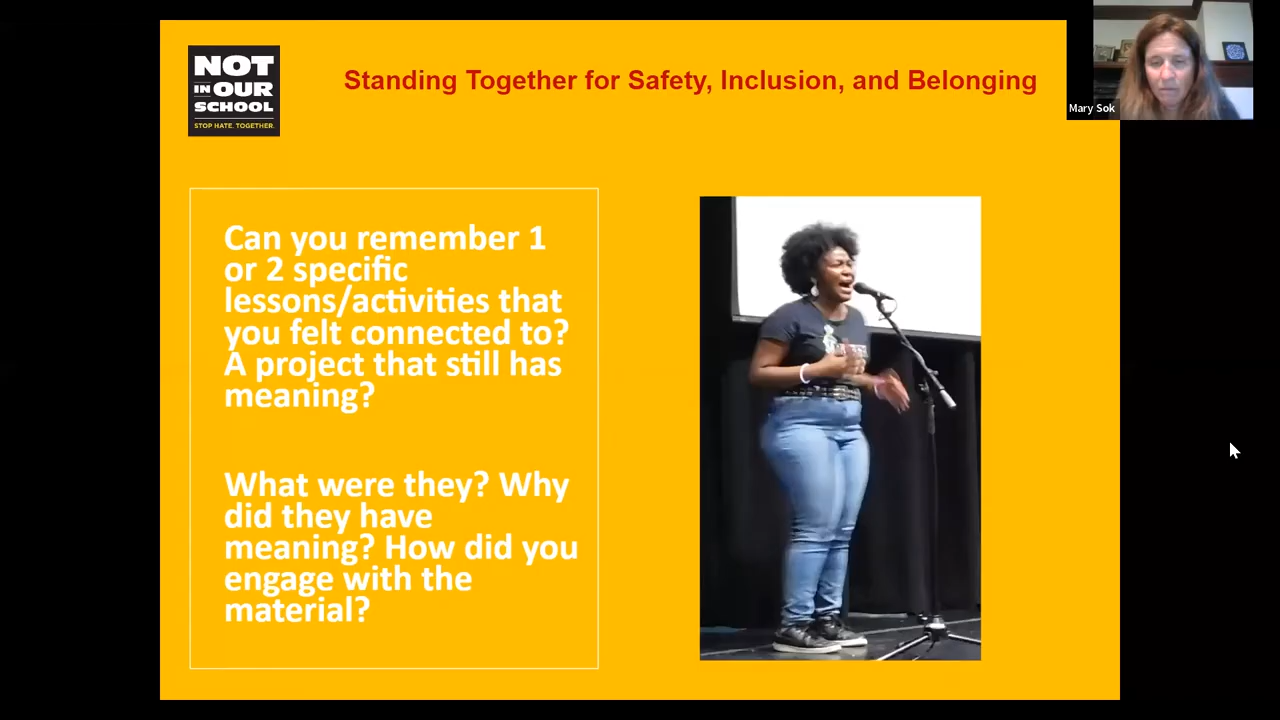 NOT
IN OUR
SCHOOL
STOP HATE. TOGETHER.
Standing Together for Safety, Inclusion, and Belonging
Mary Sok
Can you remember 1
or 2 specific
lessons/activities that
you felt connected to?
A project that still has
meaning?
What were they? Why
did they have
meaning? How did you
engage with the
material?